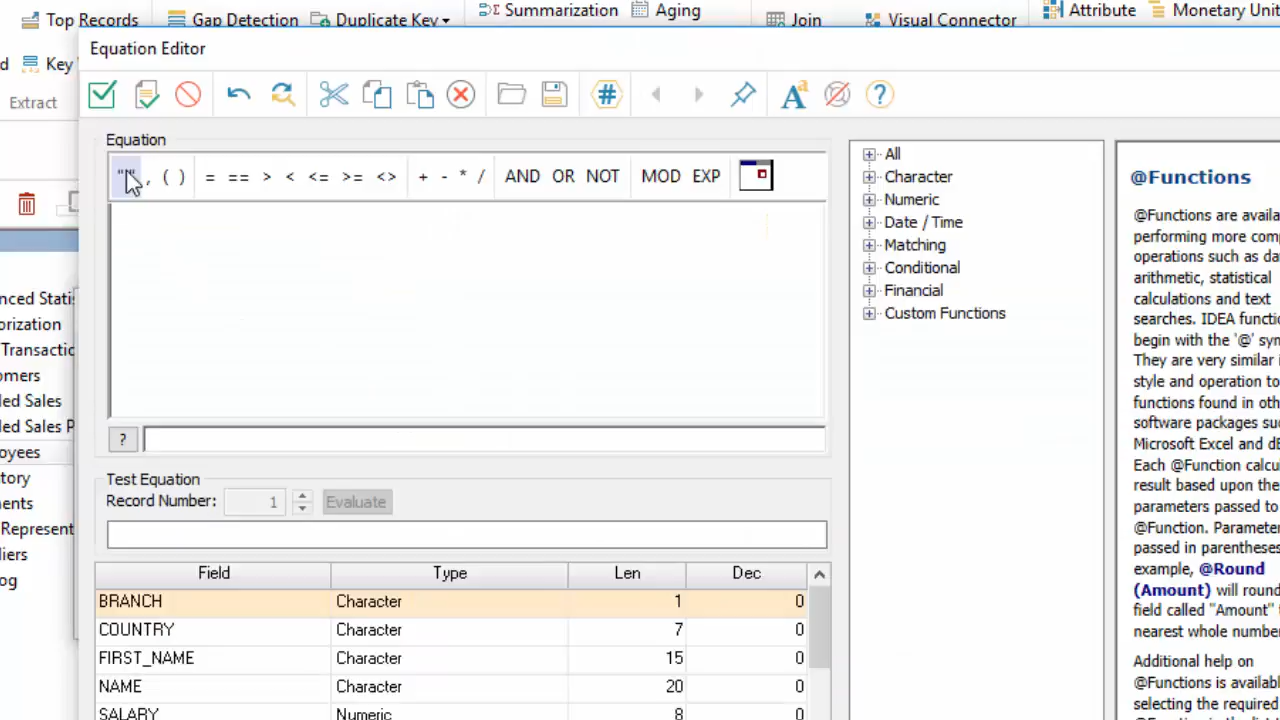 Top Records
Gap Detection
Duplicate Key
Summarization
Aging
Join
Visual Connector
Attribute
Monetary Unit
Key
Extract
Equation Editor
#
A
?
Equation
"" , ( ) = == > < <= >= <> + - * / AND OR NOT MOD EXP
?
Test Equation
Record Number: 1 Evaluate
Field Type Len Dec
BRANCH Character 1 0
COUNTRY Character 7 0
FIRST_NAME Character 15 0
NAME Character 20 0
SALARY Numeric 8 0
nced Stati
orization
Transactio
omers
led Sales
led Sales P
oyees
tory
ents
Represent
liers
og
All
Character
Numeric
Date / Time
Matching
Conditional
Financial
Custom Functions
@Functions
@Functions are availa
performing more comp
operations such as da
arithmetic, statistical
calculations and text
searches. IDEA functio
begin with the '@' sym
They are very similar i
style and operation to
functions found in oth
software packages suc
Microsoft Excel and dB
Each @Function calcu
result based upon the
parameters passed to
@Function. Parameter
passed in parentheses
example, @Round
(Amount) will round
field called "Amount" t
nearest whole number
Additional help on
@Functions is availabl
selecting the required